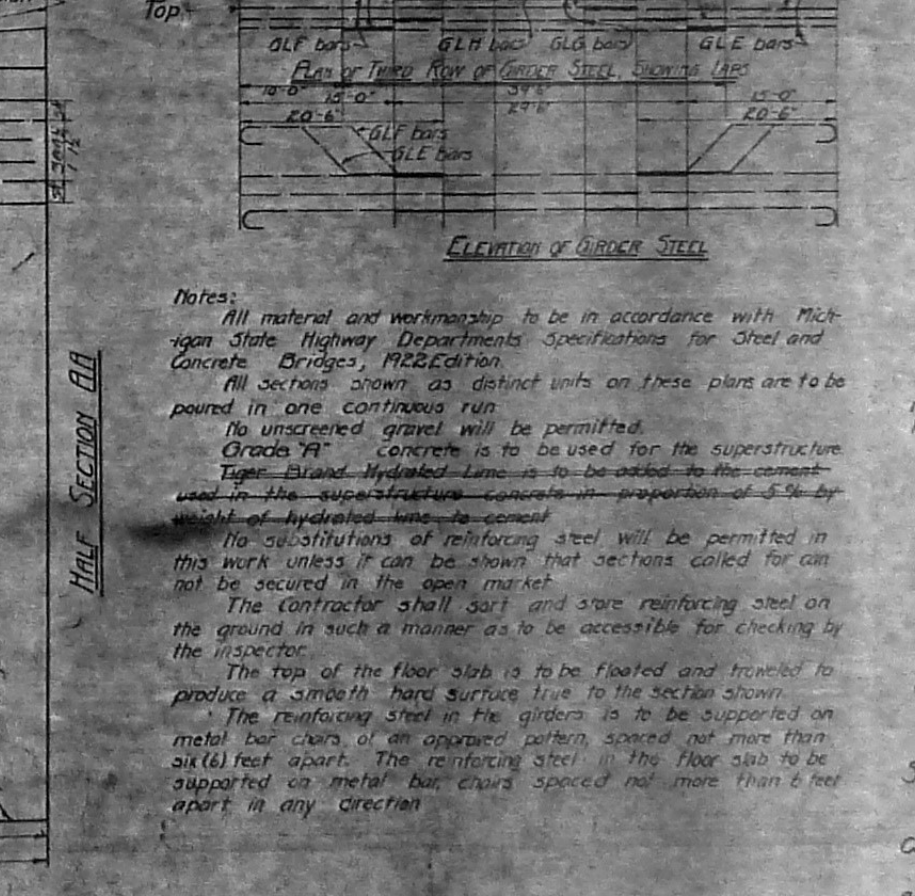 Top
GLF bars GLH bars GLG bars GLE bars
PLAN OF THIRD ROW OF GIRDER STEEL, SHOWING LAPS
10'-0" 15'-0" 39'-6" 15'-0"
20'-6" 29'-6" 20'-6"
GLF bars
GLE bars
ELEVATION OF GIRDER STEEL
HALF SECTION AA
Notes:
All material and workmanship to be in accordance with Mich-
-igan State Highway Departments Specifications for Steel and
Concrete Bridges, 1922 Edition.
All sections shown as distinct units on these plans are to be
poured in one continuous run
No unscreened gravel will be permitted.
Grade "A" concrete is to be used for the superstructure
Tiger Brand Hydrated Lime is to be added to the cement
used in the superstructure concrete in proportion of 5% by
weight of hydrated lime to cement
No substitutions of reinforcing steel will be permitted in
this work unless it can be shown that sections called for can
not be secured in the open market
The Contractor shall sort and store reinforcing steel on
the ground in such a manner as to be accessible for checking by
the inspector.
The top of the floor slab is to be floated and troweled to
produce a smooth hard surface true to the section shown.
The reinforcing steel in the girders is to be supported on
metal bar chairs of an approved pattern, spaced not more than
six (6) feet apart. The reinforcing steel in the floor slab to be
supported on metal bar chairs spaced not more than 6 feet
apart in any direction